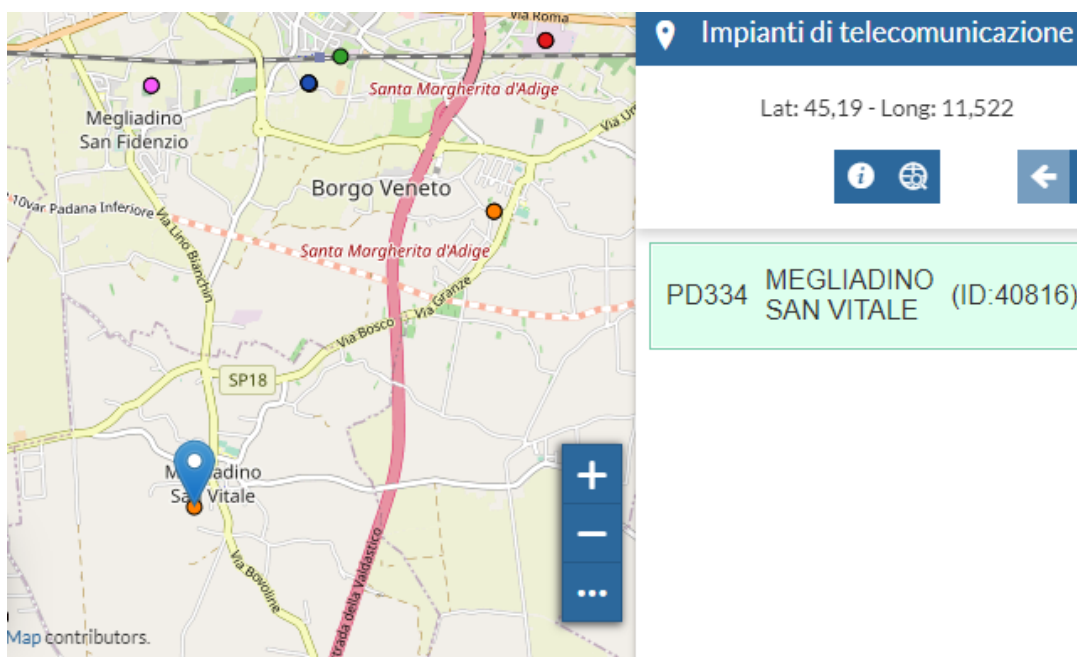 Via Roma
Santa Margherita d'Adige
Megliadino
San Fidenzio
Borgo Veneto
10var Padana Inferiore
Via Lino Bianchin
Santa Margherita d'Adige
Via Granze
Via Bosco
SP18
San Vitale
Via Bovoline
trada della Valdastico
Map contributors.
+
−
...
Impianti di telecomunicazione
Lat: 45,19 - Long: 11,522
PD334 MEGLIADINO SAN VITALE (ID:40816)